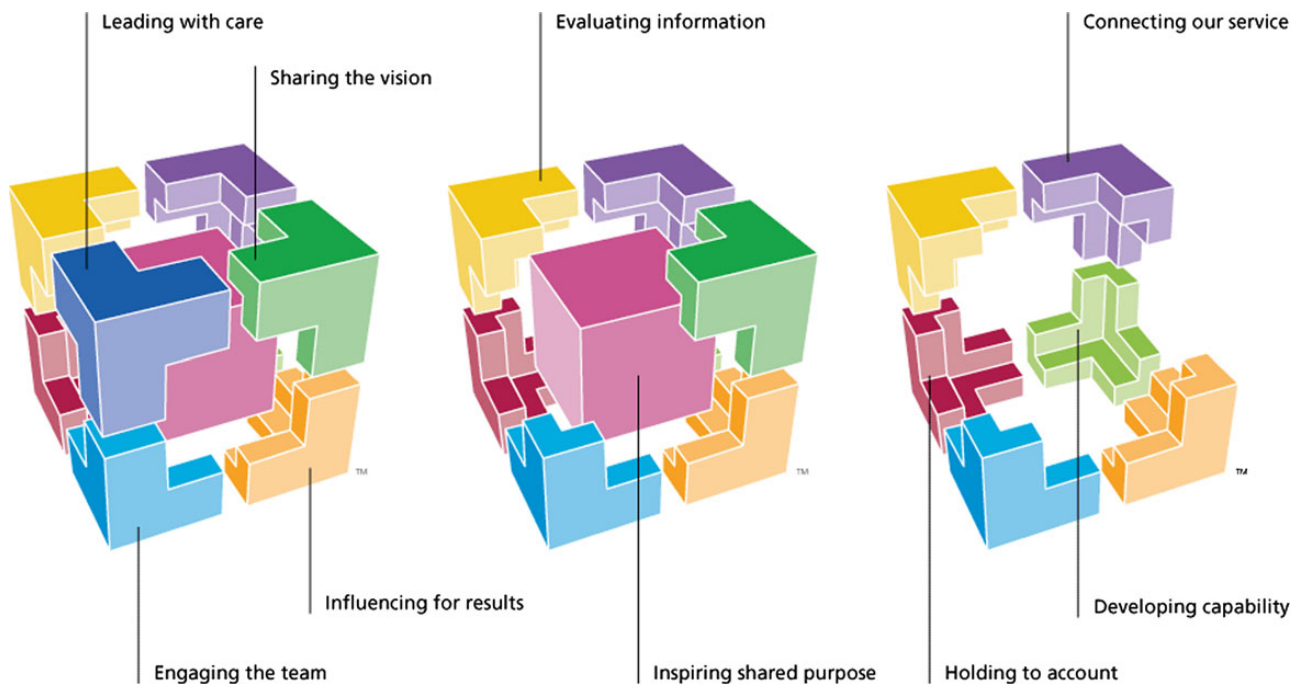 Leading with care
Evaluating information
Connecting our service
Sharing the vision
TM
TM
TM
Influencing for results
Developing capability
Engaging the team
Inspiring shared purpose
Holding to account